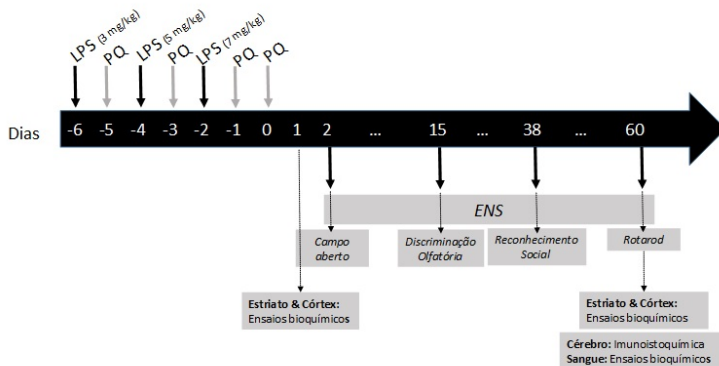 LPS (3 mg/kg)
PQ
LPS (5 mg/kg)
PQ
LPS (7 mg/kg)
PQ
PQ
Dias
-6 -5 -4 -3 -2 -1 0 1 2 ... 15 ... 38 ... 60
ENS
Campo
aberto
Discriminação
Olfatória
Reconhecimento
Social
Rotarod
Estriato & Córtex:
Ensaios bioquímicos
Estriato & Córtex:
Ensaios bioquímicos
Cérebro: Imunoistoquímica
Sangue: Ensaios bioquímicos